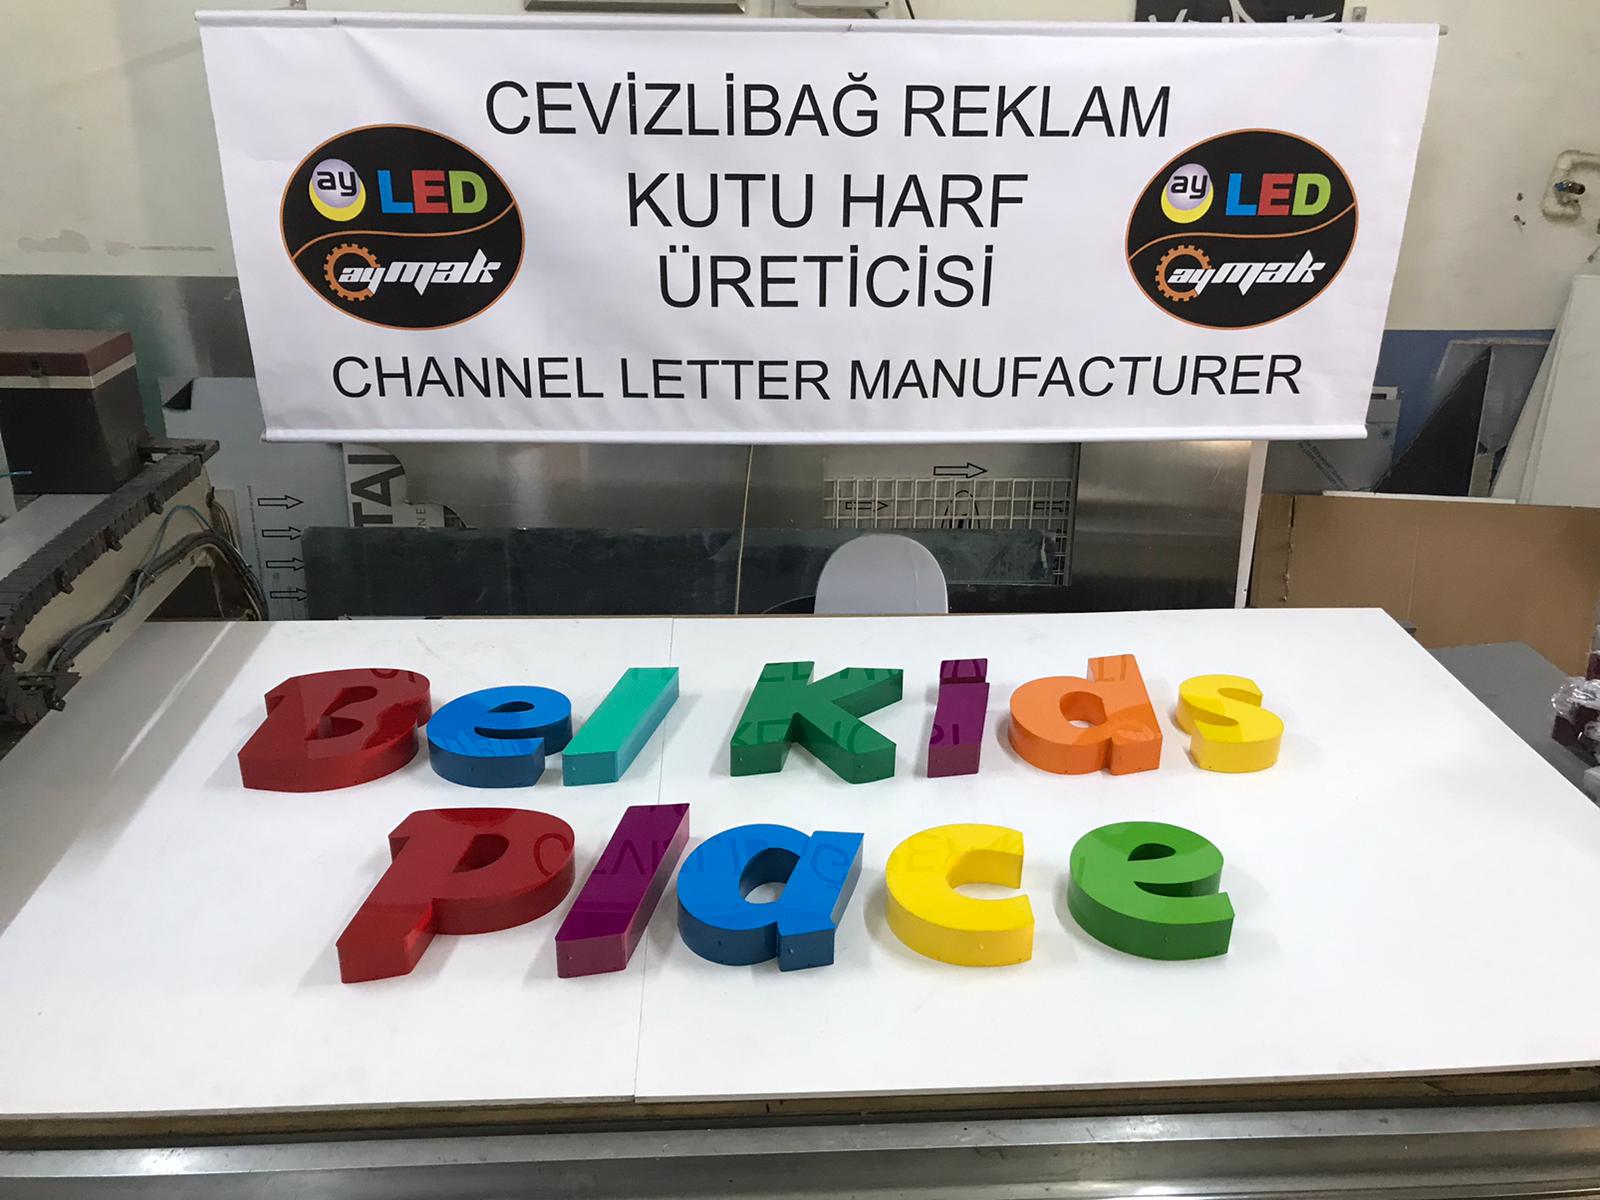 CEVİZLİBAĞ REKLAM
ay LED
KUTU HARF
ay LED
aymak
ÜRETİCİSİ
aymak
CHANNEL LETTER MANUFACTURER
TAL
Bel Kids
Place